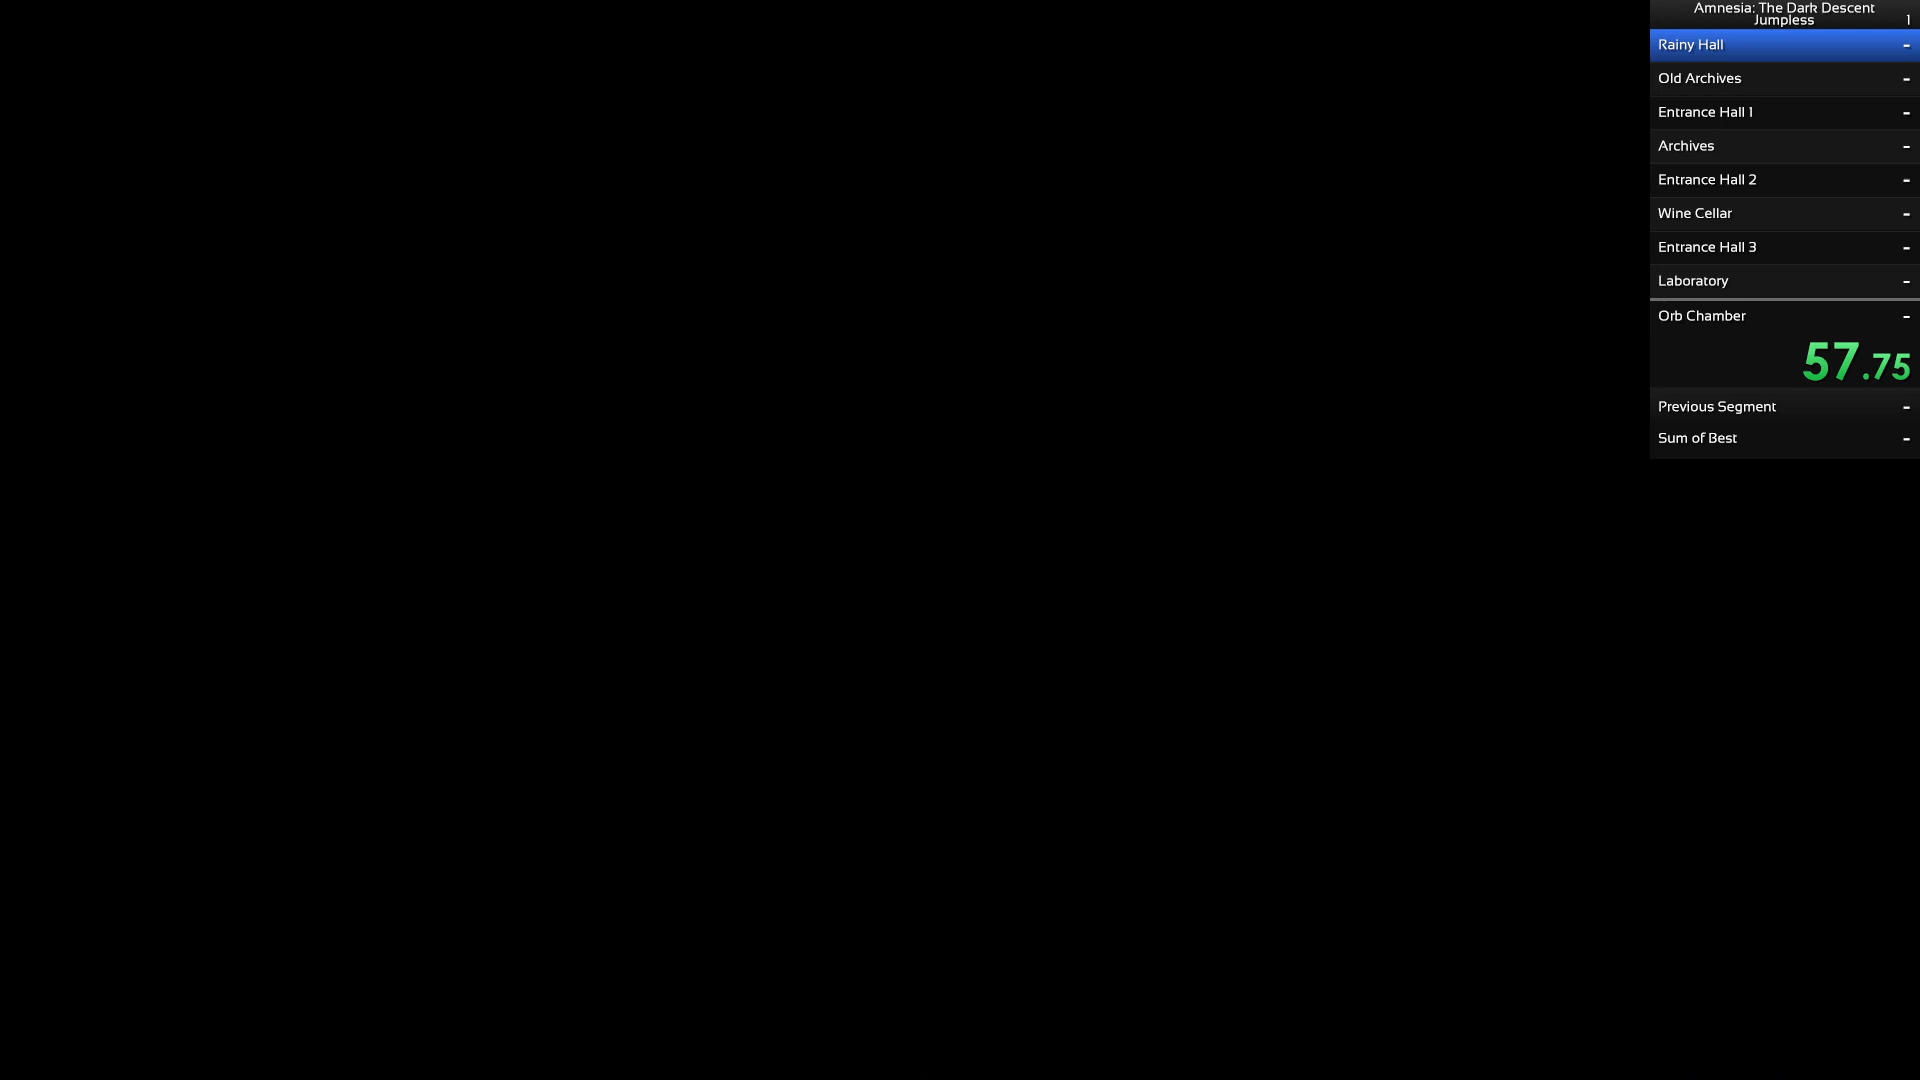 Amnesia: The Dark Descent
Jumpless 1
Rainy Hall -
Old Archives -
Entrance Hall 1 -
Archives -
Entrance Hall 2 -
Wine Cellar -
Entrance Hall 3 -
Laboratory -
Orb Chamber -
57.75
Previous Segment -
Sum of Best -